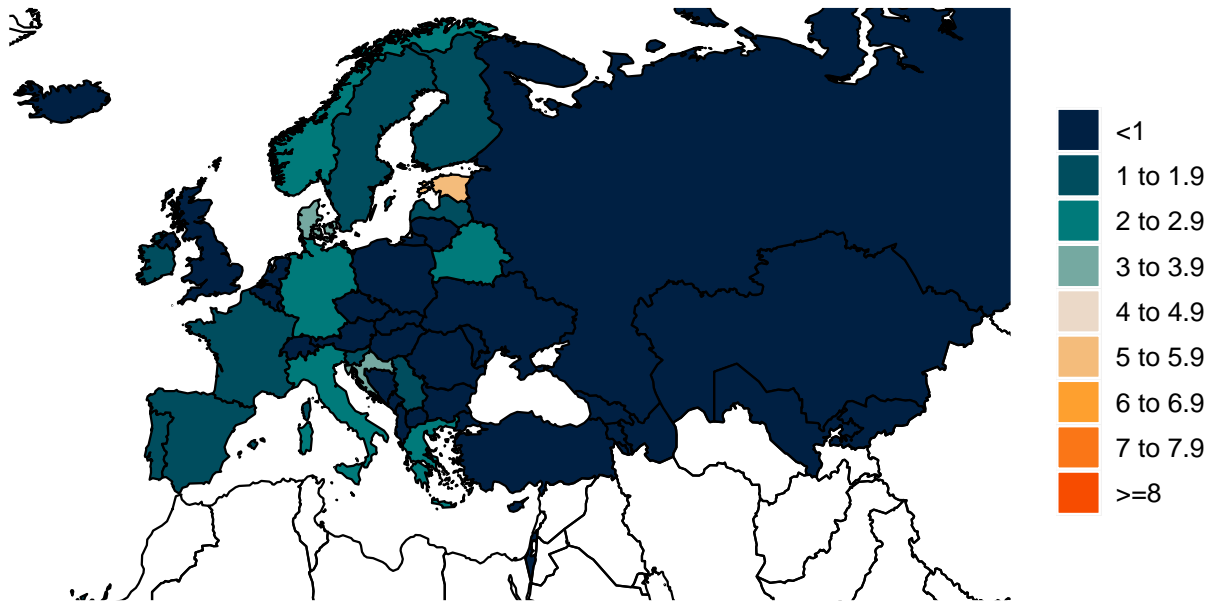 <1
1 to 1.9
2 to 2.9
3 to 3.9
4 to 4.9
5 to 5.9
6 to 6.9
7 to 7.9
>=8